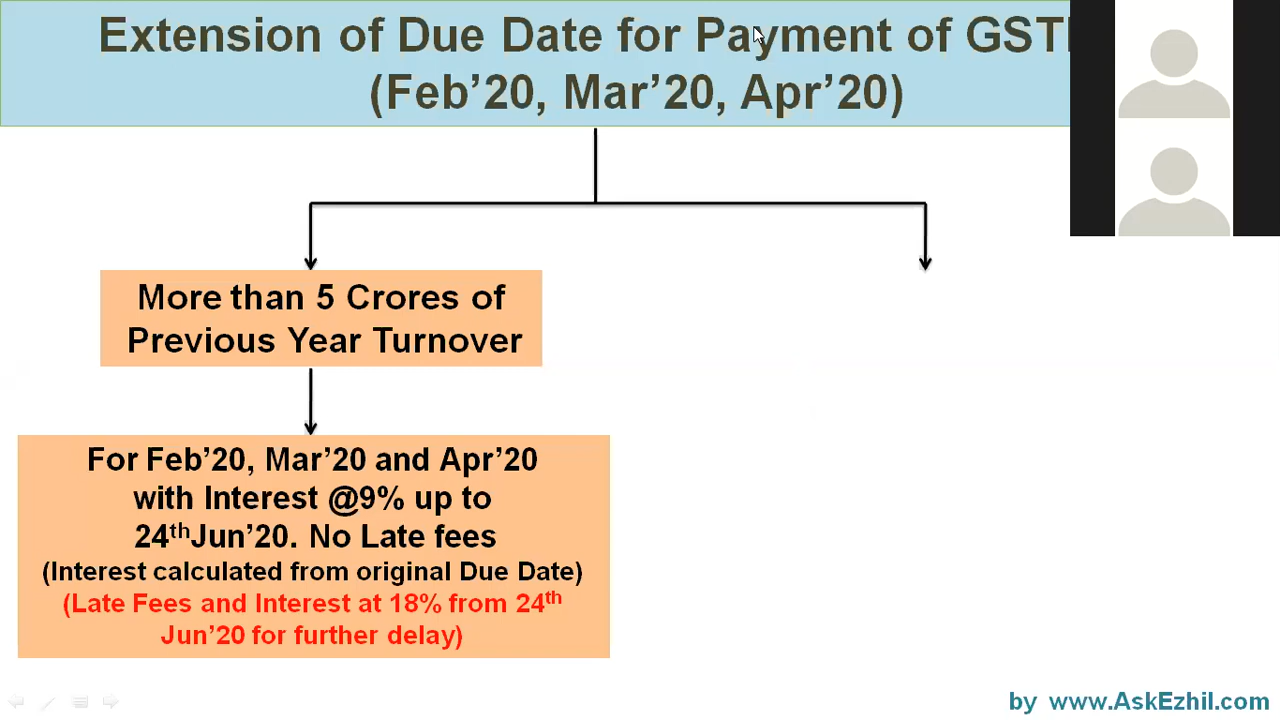 Extension of Due Date for Payment of
(Feb’20, Mar’20, Apr’20)
More than 5 Crores of
Previous Year Turnover
For Feb’20, Mar’20 and Apr’20
with Interest @9% up to
24thJun’20. No Late fees
(Interest calculated from original Due Date)
(Late Fees and Interest at 18% from 24th
Jun’20 for further delay)
by www.AskEzhil.com